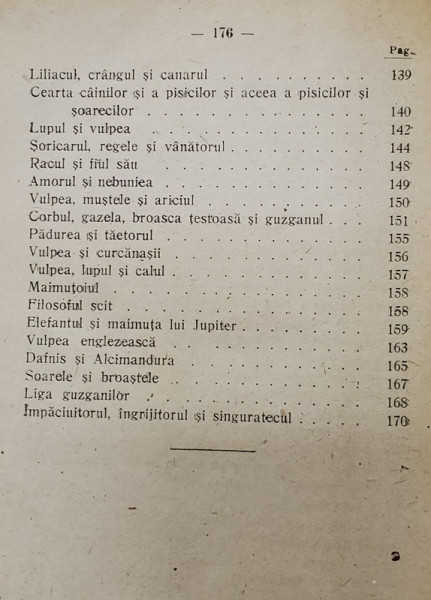 — 176 —
Pag.
Liliacul, crângul și canarul . . . . . . . . . . 139
Cearta câinilor și a pisicilor și aceea a pisicilor și
șoarecilor . . . . . . . . . . . . . 140
Lupul și vulpea . . . . . . . . . . . . . 142
Șoricarul, regele și vânătorul . . . . . . . . . 144
Racul și fiul său . . . . . . . . . . . . . 148
Amorul și nebuniea . . . . . . . . . . . . 149
Vulpea, muștele și ariciul . . . . . . . . . . 150
Corbul, gazela, broasca țestoasă și guzganul . . . 151
Pădurea și tăetorul . . . . . . . . . . . . 155
Vulpea și curcănașii . . . . . . . . . . . . 156
Vulpea, lupul și calul . . . . . . . . . . . . 157
Maimuțoiul . . . . . . . . . . . . . . 158
Filosoful scit . . . . . . . . . . . . . . 158
Elefantul și maimuța lui Jupiter . . . . . . . . 159
Vulpea englezească . . . . . . . . . . . . 163
Dafnis și Alcimandura . . . . . . . . . . . 165
Soarele și broaștele . . . . . . . . . . . . 167
Liga guzganilor . . . . . . . . . . . . . 168
Împăciuitorul, îngrijitorul și singuratecul . . . . . 170